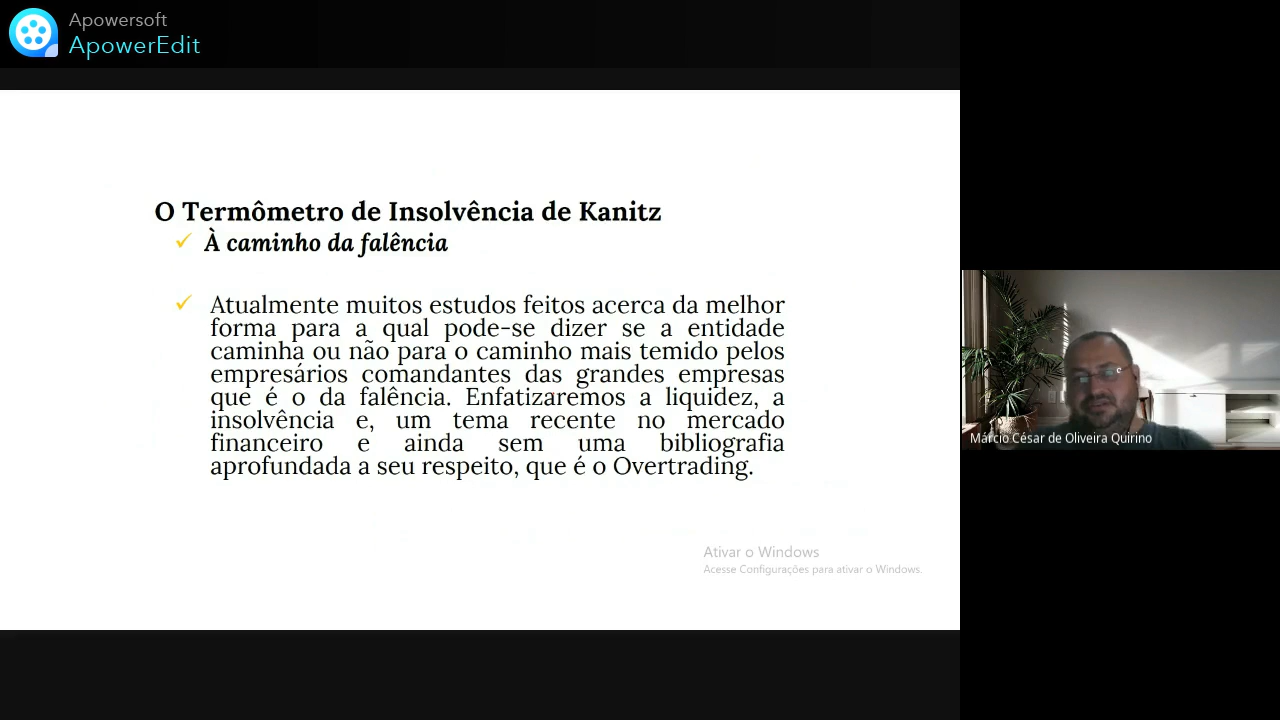 Apowersoft
ApowerEdit
O Termômetro de Insolvência de Kanitz
À caminho da falência
Atualmente muitos estudos feitos acerca da melhor
forma para a qual pode-se dizer se a entidade
caminha ou não para o caminho mais temido pelos
empresários comandantes das grandes empresas
que é o da falência. Enfatizaremos a liquidez, a
insolvência e, um tema recente no mercado
financeiro e ainda sem uma bibliografia
aprofundada a seu respeito, que é o Overtrading.
Ativar o Windows
Acesse Configurações para ativar o Windows.
Márcio César de Oliveira Quirino